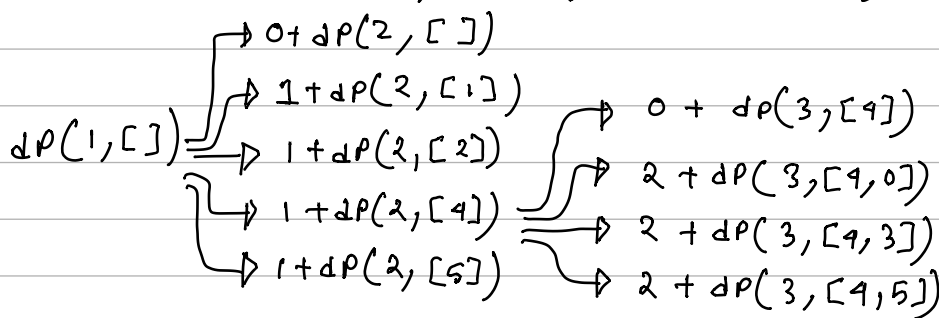 0+ dP(2, [ ])
1+dP(2, [1])
0 + dP(3,[4])
dP(1,[ ])
1+dP(2,[2])
2 + dP(3,[4,0])
1 +dP(2,[4])
2 + dP(3,[4,3])
1+dP(2,[5])
2 + dP(3,[4,5])